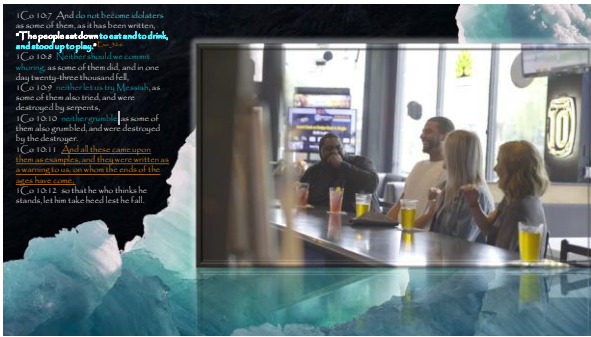 1Co 10:7 And do not become idolaters
as some of them, as it has been written,
"The people sat down to eat and to drink,
and stood up to play." Exo_32:6
1Co 10:8 Neither should we commit
whoring, as some of them did, and in one
day twenty-three thousand fell,
1Co 10:9 neither let us try Messiah, as
some of them also tried, and were
destroyed by serpents,
1Co 10:10 neither grumble, as some of
them also grumbled, and were destroyed
by the destroyer.
1Co 10:11 And all these came upon
them as examples, and they were written as
a warning to us, on whom the ends of the
ages have come,
1Co 10:12 so that he who thinks he
stands, let him take heed lest he fall.
10